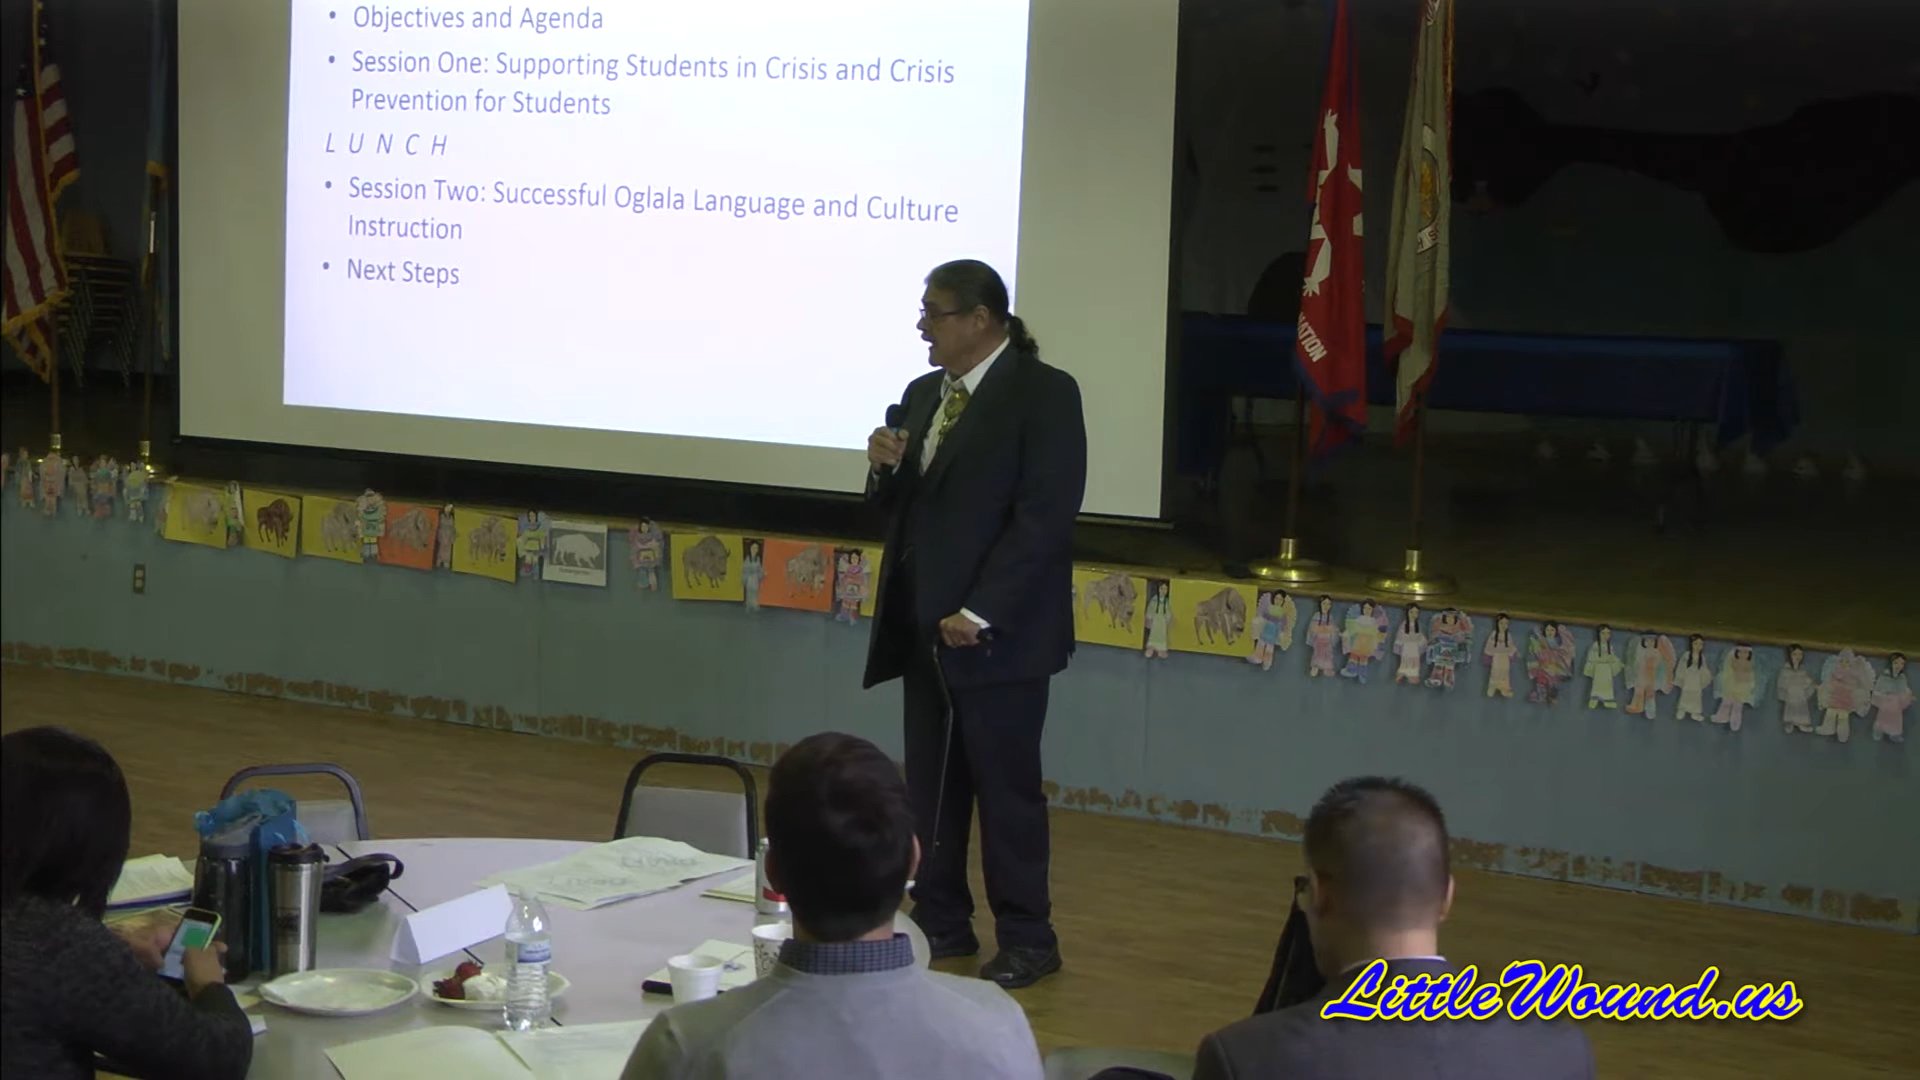 • Objectives and Agenda
• Session One: Supporting Students in Crisis and Crisis
Prevention for Students
L U N C H
• Session Two: Successful Oglala Language and Culture
Instruction
• Next Steps
NATION
LittleWound.us